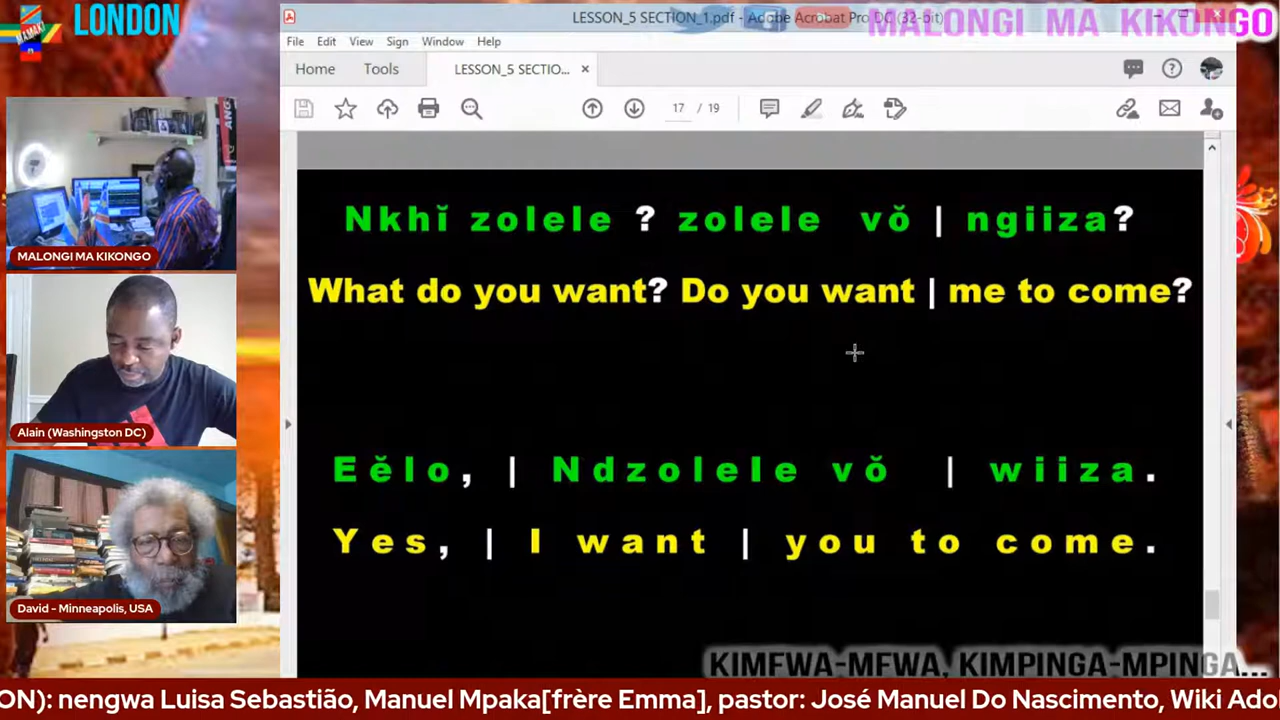 LONDON
MAMAKI
MALONGI MA KIKONGO
LESSON_5 SECTION_1.pdf - Adobe Acrobat Pro DC (32-bit)
File Edit View Sign Window Help
Home Tools LESSON_5 SECTIO... ×
17 / 19
MALONGI MA KIKONGO
Alain (Washingston DC)
David - Minneapolis, USA
Nkhĭ zolele ? zolele vŏ | ngiiza?
What do you want? Do you want | me to come?
Eĕlo, | Ndzolele vŏ | wiiza.
Yes, | I want | you to come.
KIMFWA-MFWA, KIMPINGA-MPINGA...
ON): nengwa Luisa Sebastião, Manuel Mpaka[frère Emma], pastor: José Manuel Do Nascimento, Wiki Ado